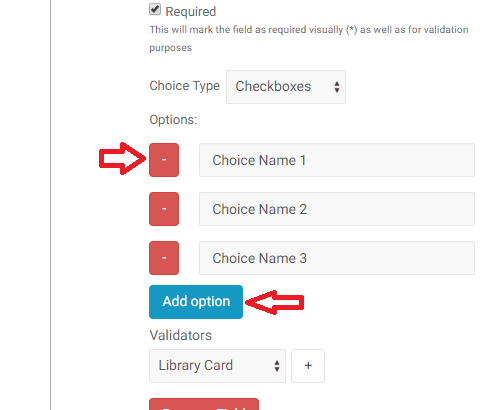 Required
This will mark the field as required visually (*) as well as for validation
purposes
Choice Type Checkboxes
Options:
- Choice Name 1
- Choice Name 2
- Choice Name 3
Add option
Validators
Library Card +